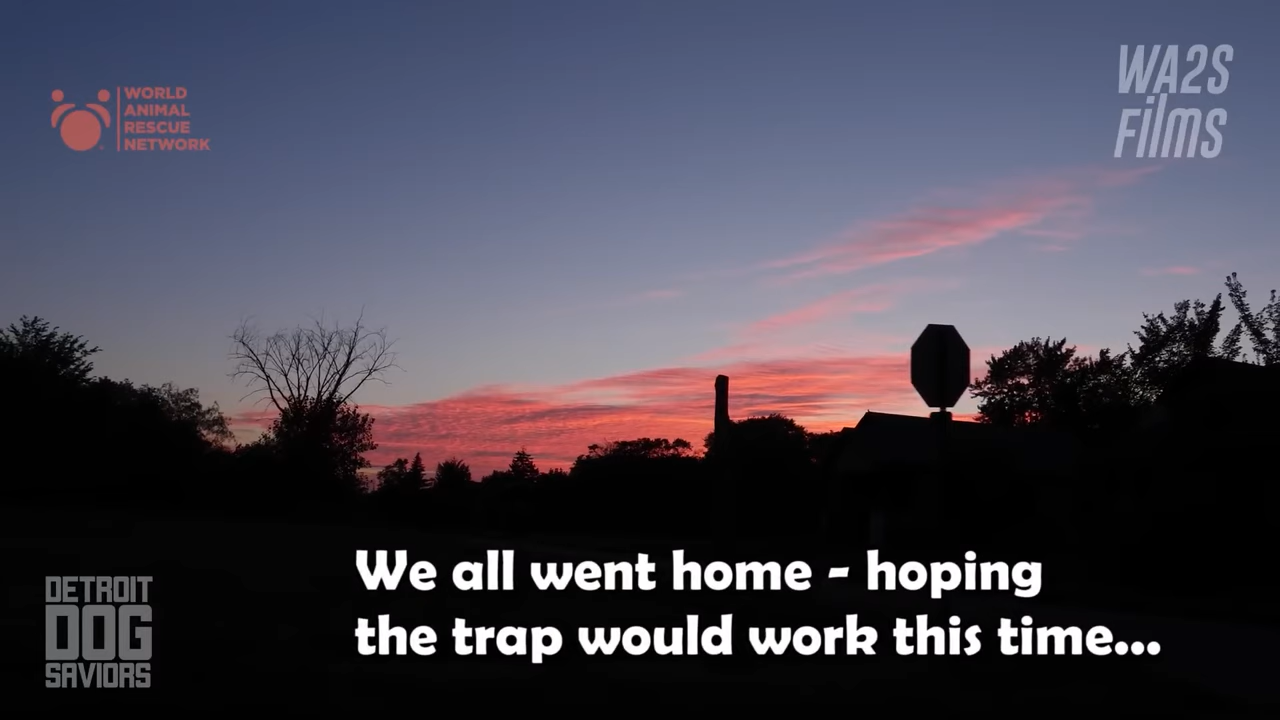 WORLD
ANIMAL
RESCUE
NETWORK
WA2S
FILMS
We all went home - hoping
the trap would work this time...
DETROIT
DOG
SAVIORS